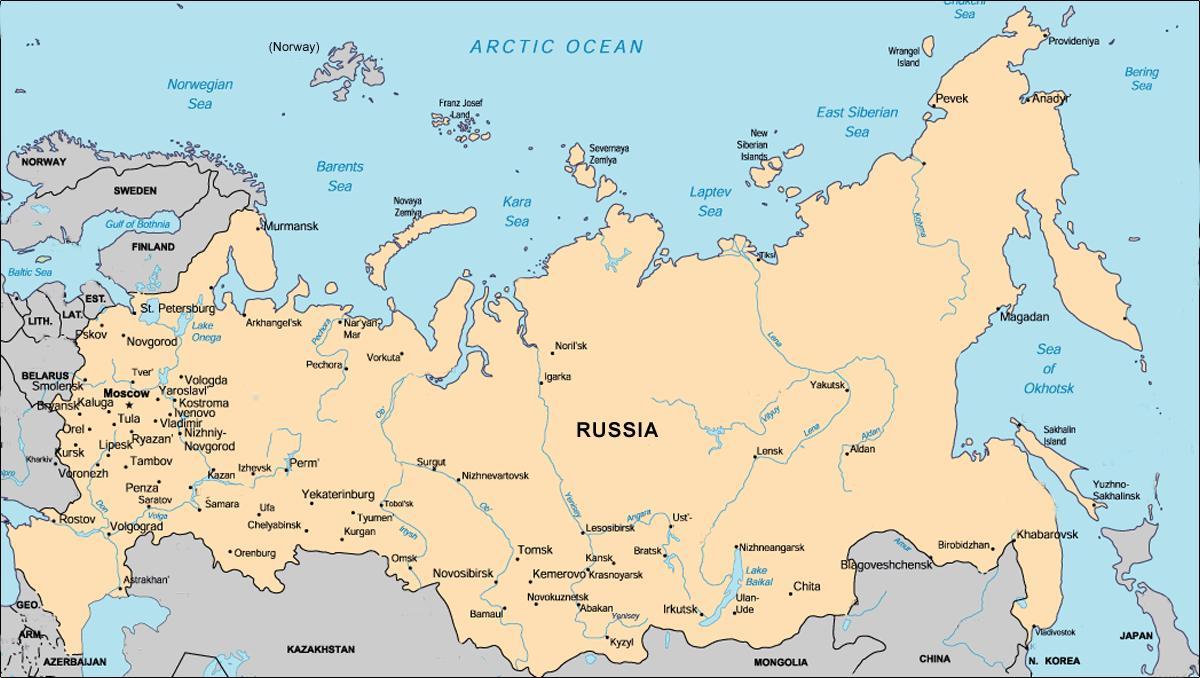 Chukchi
Sea
(Norway)
ARCTIC OCEAN
Wrangel
Island
Provideniya
Norwegian
Sea
Bering
Sea
Franz Josef
Land
Pevek
Anadyr
East Siberian
Sea
New
Siberian
Islands
Severnaya
Zemlya
NORWAY
Barents
Sea
SWEDEN
Laptev
Sea
Kara
Sea
Novaya
Zemlya
Gulf of Bothnia
Murmansk
Kolyma
FINLAND
Tiksi
Baltic Sea
EST.
LAT.
LITH.
St. Petersburg
Arkhangel'sk
Nar'yan
Mar
Pechora
Magadan
Lake
Onega
Pskov
Novgorod
Noril'sk
Lena
Sea
of
Okhotsk
Vorkuta
Pechora
Igarka
BELARUS
Smolensk
Tver'
Vologda
Yaroslavl'
Yakutsk
Moscow
Kostroma
Bryansk
Kaluga
Ivenovo
Ob'
Vilyuy
Tula
Vladimir
Orel
RUSSIA
Lena
Aldan
Sakhalin
Island
Ryazan'
Nizhniy-
Novgorod
Lipesk
Kursk
Kharkiv
Lensk
Aldan
Voronezh
Tambov
Kazan
Izhevsk
Perm'
Surgut
Nizhnevartovsk
Penza
Yuzhno-
Sakhalinsk
Saratov
Samara
Yekaterinburg
Tobol'sk
Ob'
Yenisey
Don
Volga
Ufa
Tyumen'
Rostov
Volgograd
Chelyabinsk
Kurgan
Irtysh
Angara
Ust'-
Lesosibirsk
Khabarovsk
Amur
Birobidzhan
Orenburg
Omsk
Tomsk
Kansk
Bratsk
Nizhneangarsk
Blagoveshchensk
Astrakhan'
Novosibirsk
Kemerovo
Krasnoyarsk
Lake
Baikal
Chita
GEO.
Novokuznetsk
Abakan
Irkutsk
Ulan-
Ude
Barnaul
Yenisey
ARM.
Kyzyl
Vladivostok
JAPAN
KAZAKHSTAN
AZERBAIJAN
MONGOLIA
CHINA
N. KOREA